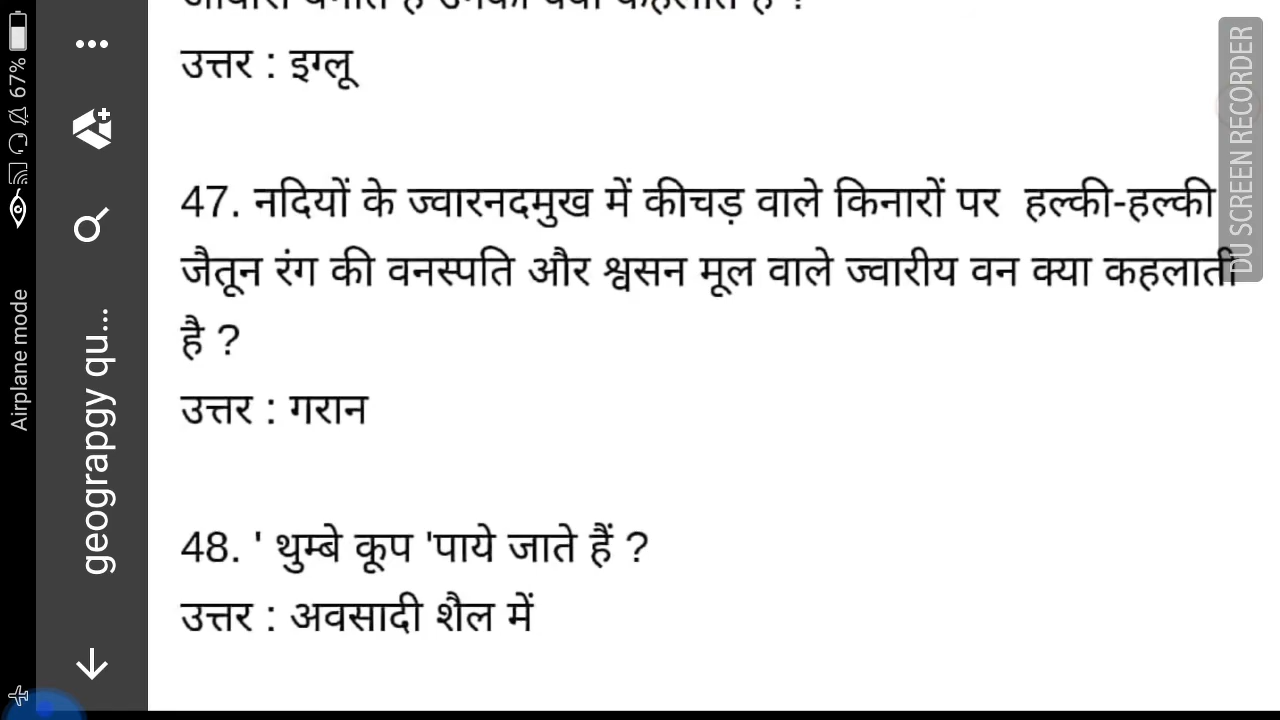 उत्तर : इग्लू
47. नदियों के ज्वारनदमुख में कीचड़ वाले किनारों पर हल्की-हल्की
जैतून रंग की वनस्पति और श्वसन मूल वाले ज्वारीय वन क्या कहलाती
है ?
उत्तर : गरान
48. ' थुम्बे कूप 'पाये जाते हैं ?
उत्तर : अवसादी शैल में
67%
Airplane mode
geograpgy qu...
DU SCREEN RECORDER